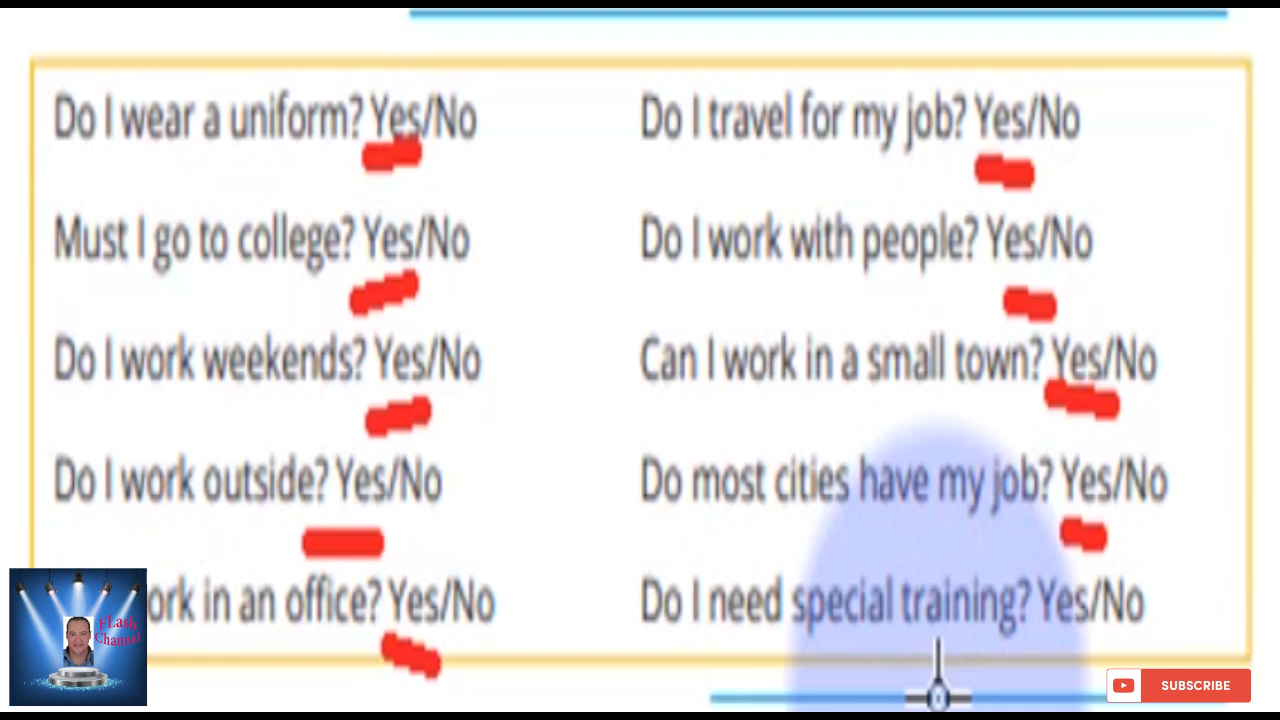 Do I wear a uniform? Yes/No
Must I go to college? Yes/No
Do I work weekends? Yes/No
Do I work outside? Yes/No
ork in an office? Yes/No
Do I travel for my job? Yes/No
Do I work with people? Yes/No
Can I work in a small town? Yes/No
Do most cities have my job? Yes/No
Do I need special training? Yes/No
FLash
Channel
SUBSCRIBE